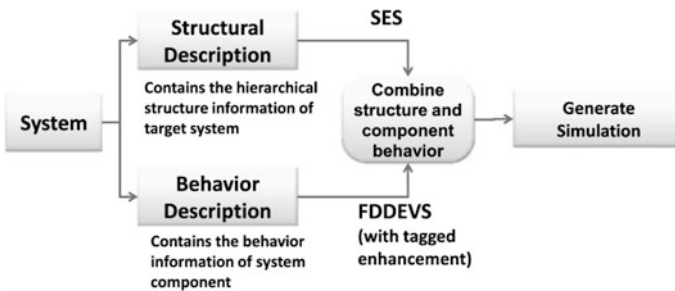 System
Structural
Description
Contains the hierarchical
structure information of
target system
SES
Behavior
Description
Contains the behavior
information of system
component
FDDEVS
(with tagged
enhancement)
Combine
structure and
component
behavior
Generate
Simulation